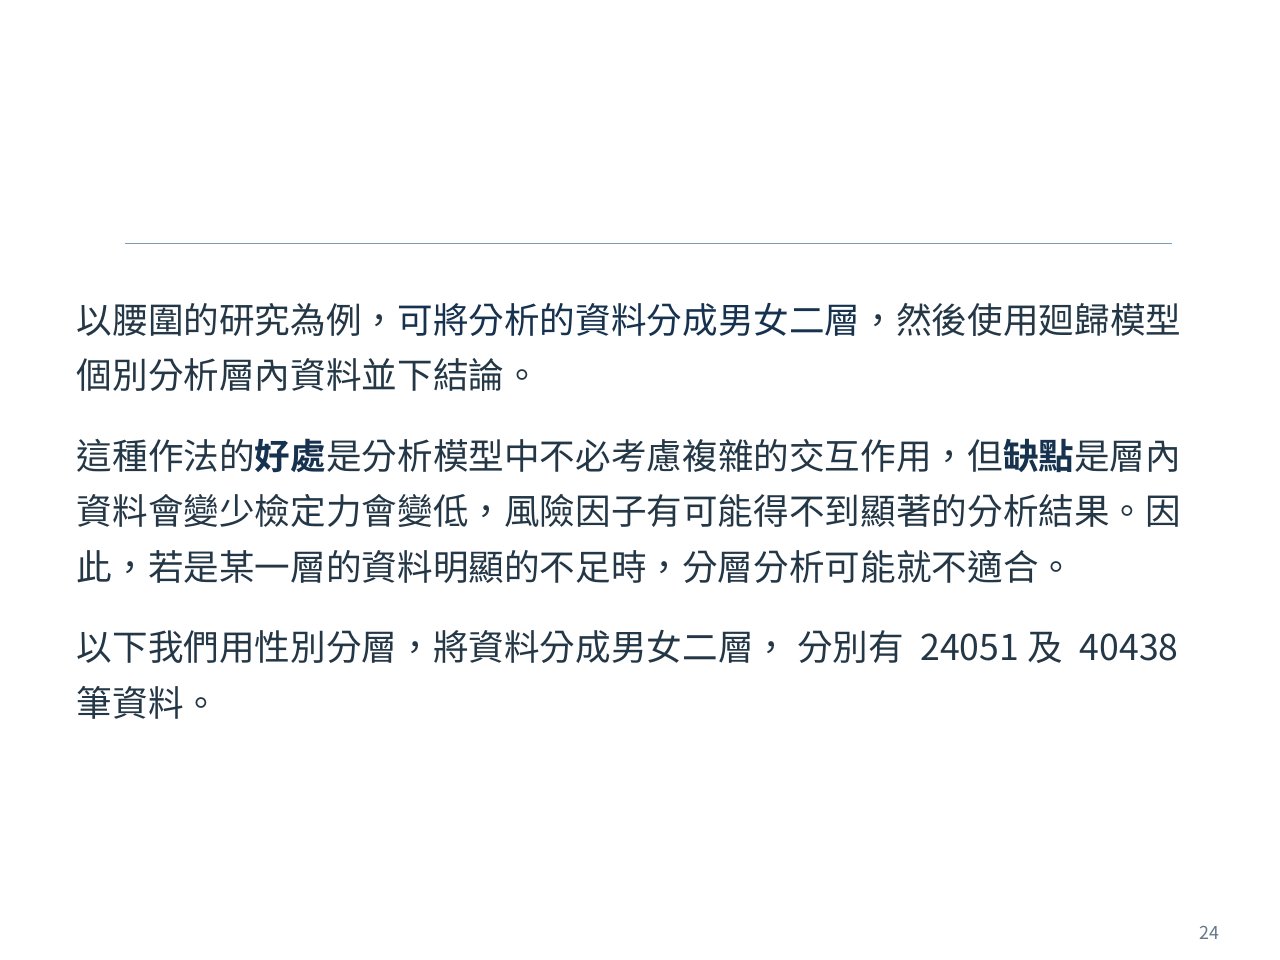 以腰圍的研究為例，可將分析的資料分成男女二層，然後使用廻歸模型
個別分析層內資料並下結論。
這種作法的好處是分析模型中不必考慮複雜的交互作用，但缺點是層內
資料會變少檢定力會變低，風險因子有可能得不到顯著的分析結果。因
此，若是某一層的資料明顯的不足時，分層分析可能就不適合。
以下我們用性別分層，將資料分成男女二層， 分別有 24051 及 40438
筆資料。
24